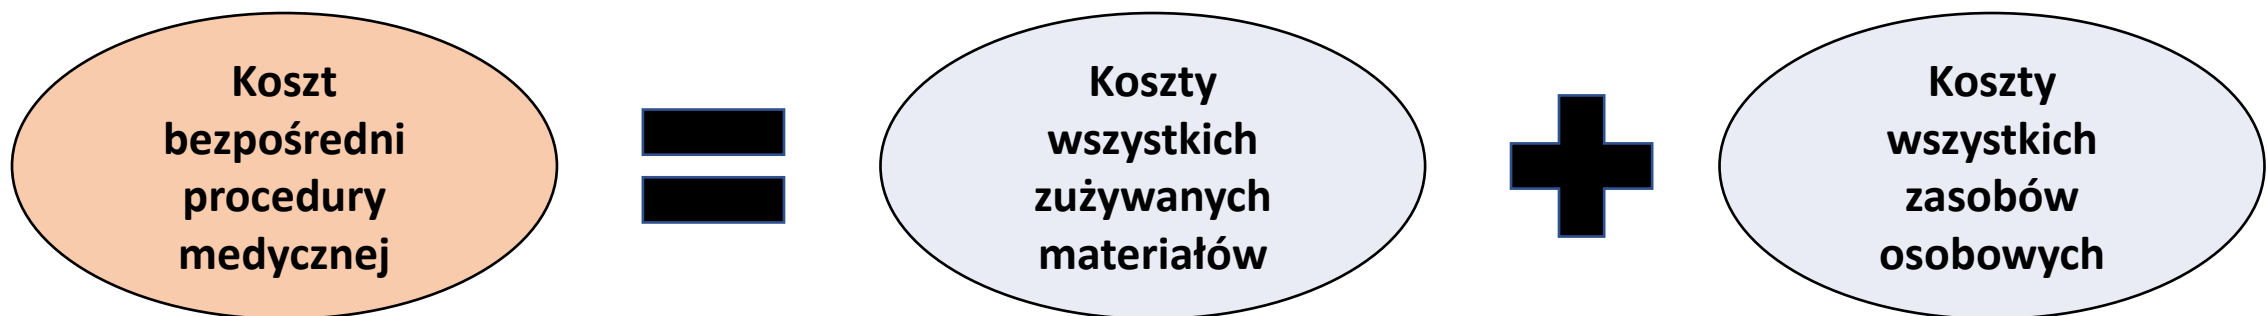 Koszt
bezpośredni
procedury
medycznej
Koszty
wszystkich
zużywanych
materiałów
Koszty
wszystkich
zasobów
osobowych